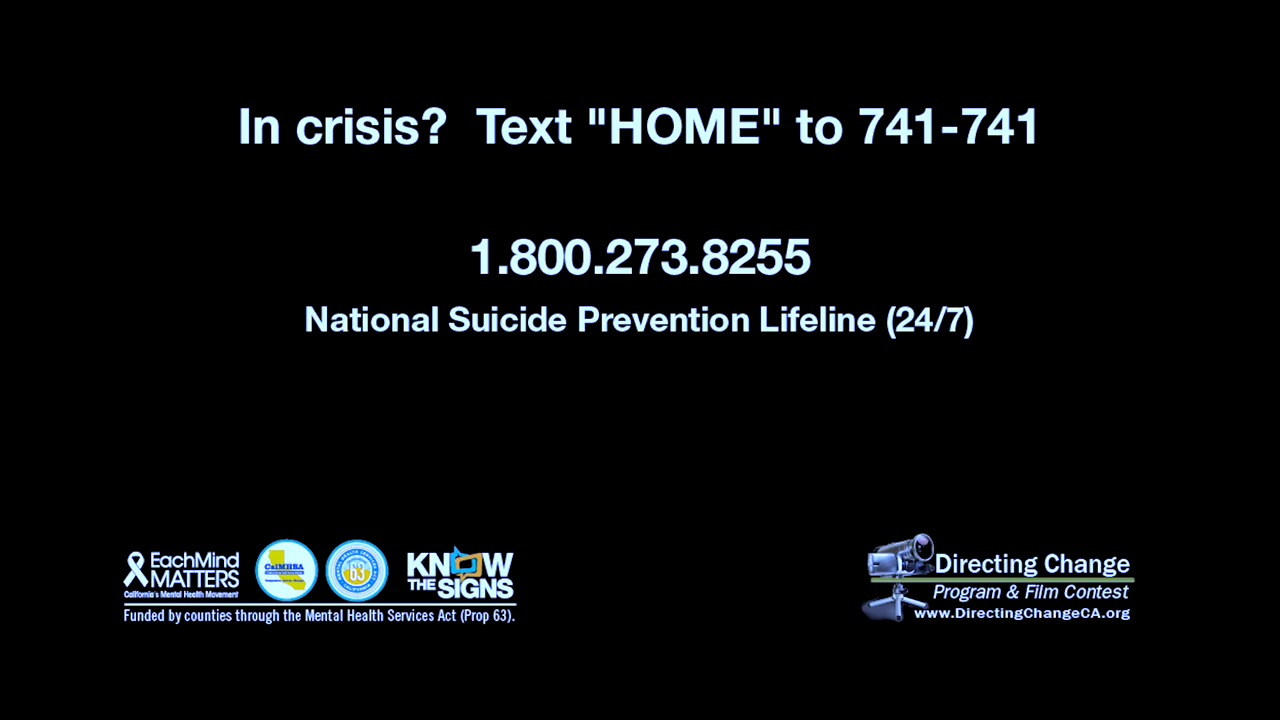 In crisis?  Text "HOME" to 741-741
1.800.273.8255
National Suicide Prevention Lifeline (24/7)
EachMind
MATTERS
California's Mental Health Movement
CalMHSA
63
KNOW
THE SIGNS
Funded by counties through the Mental Health Services Act (Prop 63).
Directing Change
Program & Film Contest
www.DirectingChangeCA.org